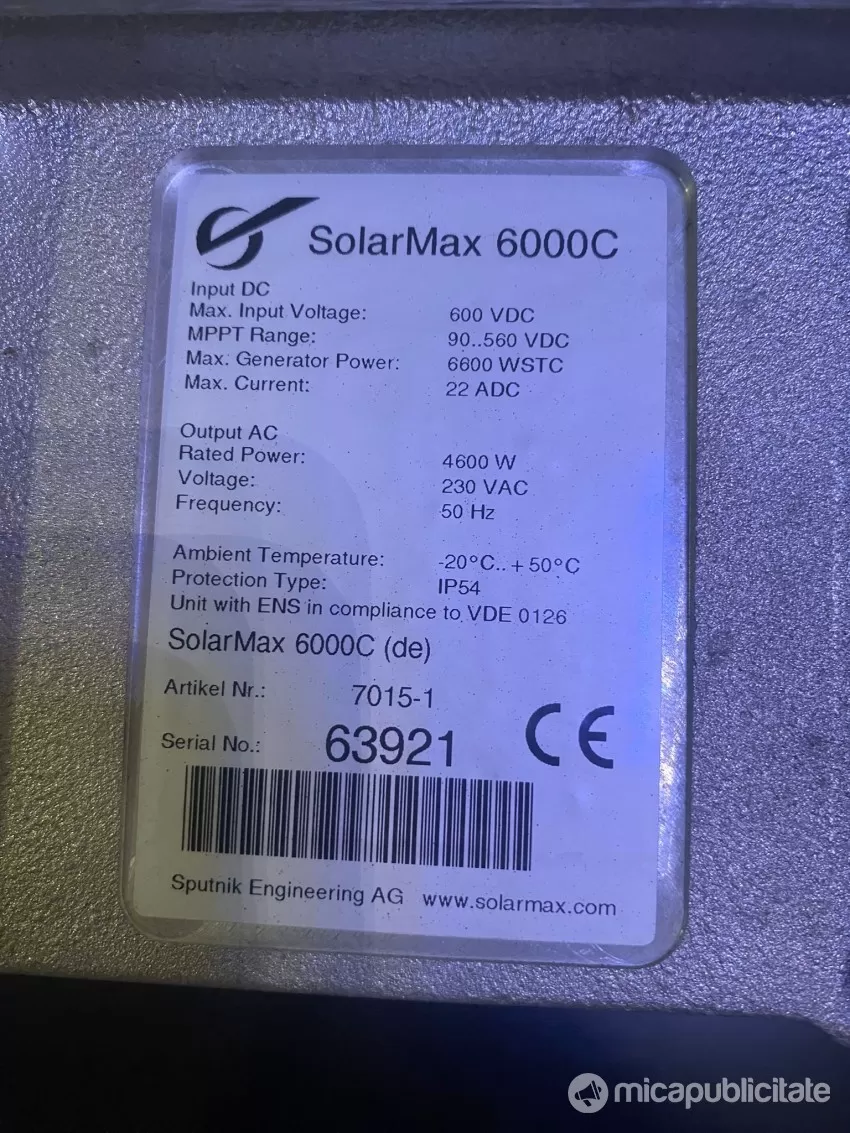 SolarMax 6000C
Input DC
Max. Input Voltage: 600 VDC
MPPT Range: 90..560 VDC
Max. Generator Power: 6600 WSTC
Max. Current: 22 ADC
Output AC
Rated Power: 4600 W
Voltage: 230 VAC
Frequency: 50 Hz
Ambient Temperature: -20°C..+50°C
Protection Type: IP54
Unit with ENS in compliance to VDE 0126
SolarMax 6000C (de)
Artikel Nr.: 7015-1
Serial No.: 63921
CE
Sputnik Engineering AG www.solarmax.com
micapublicitate